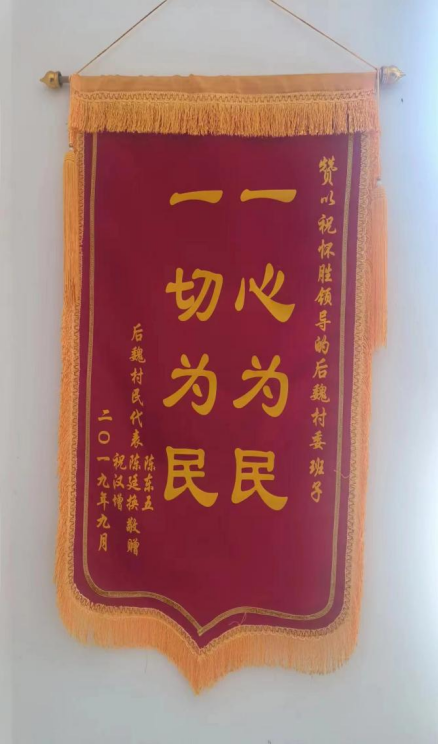 赞以祝怀胜领导的后魏村委班子
一心为民
一切为民
后魏村民代表
陈东五
陈延换
祝汉增
敬赠
二〇一九年九月